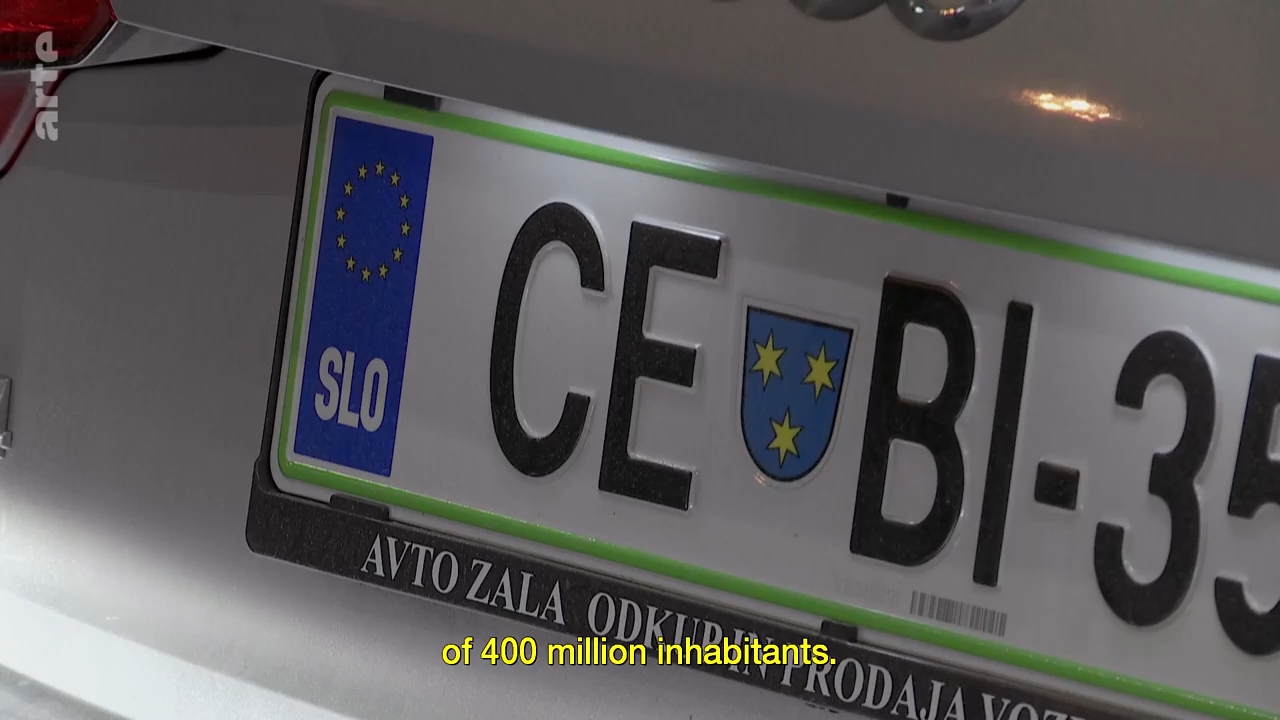 arte
SLO
CE BI-35
AVTO ZALA ODKUP IN PRODAJA
of 400 million inhabitants.